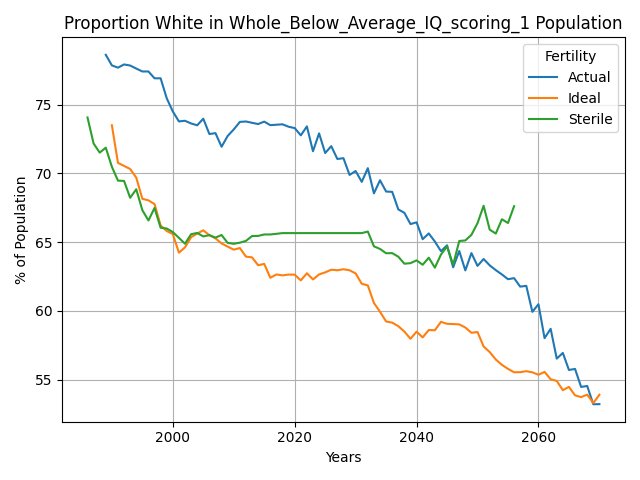 Proportion White in Whole_Below_Average_IQ_scoring_1 Population
Fertility
Actual
Ideal
Sterile
% of Population
75
70
65
60
55
2000
2020
2040
2060
Years